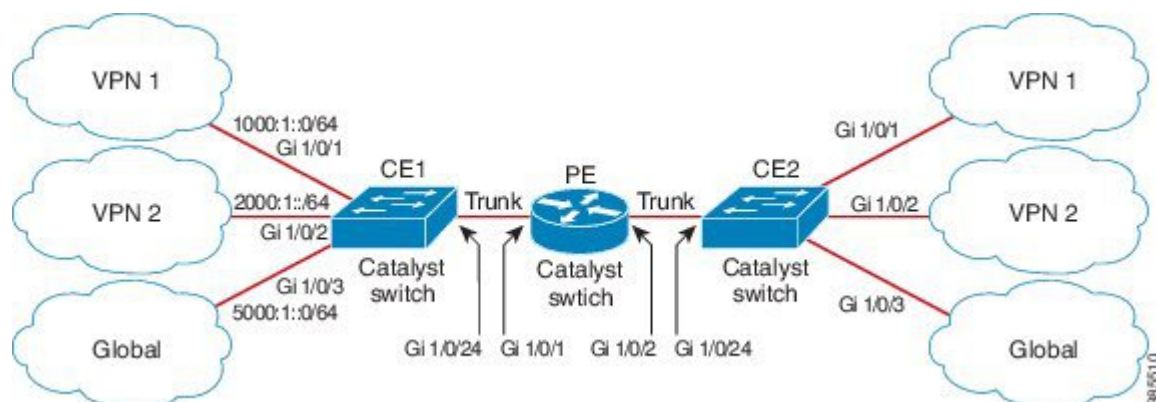 VPN 1
1000:1::0/64
Gi 1/0/1
VPN 2
2000:1::/64
Gi 1/0/2
Global
Gi 1/0/3
5000:1::0/64
CE1
Catalyst
switch
Trunk
Gi 1/0/24
PE
Catalyst
swtich
Gi 1/0/1
Trunk
Gi 1/0/2
CE2
Catalyst
switch
Gi 1/0/24
Gi 1/0/1
VPN 1
Gi 1/0/2
VPN 2
Gi 1/0/3
Global
385510